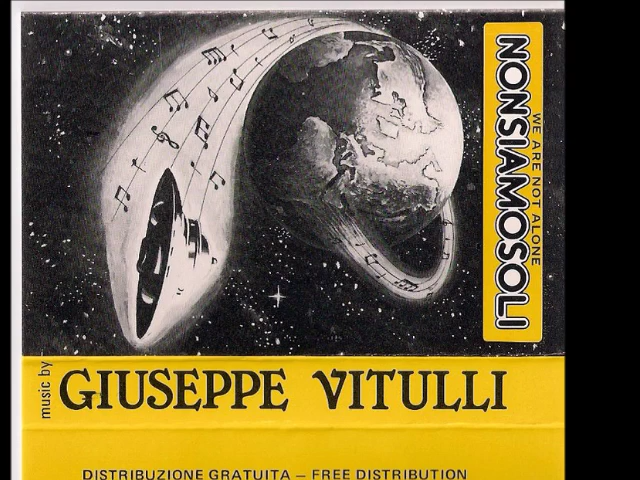 NONSIAMOSOLI
WE ARE NOT ALONE
music by GIUSEPPE VITULLI
DISTRIBUZIONE GRATUITA – FREE DISTRIBUTION